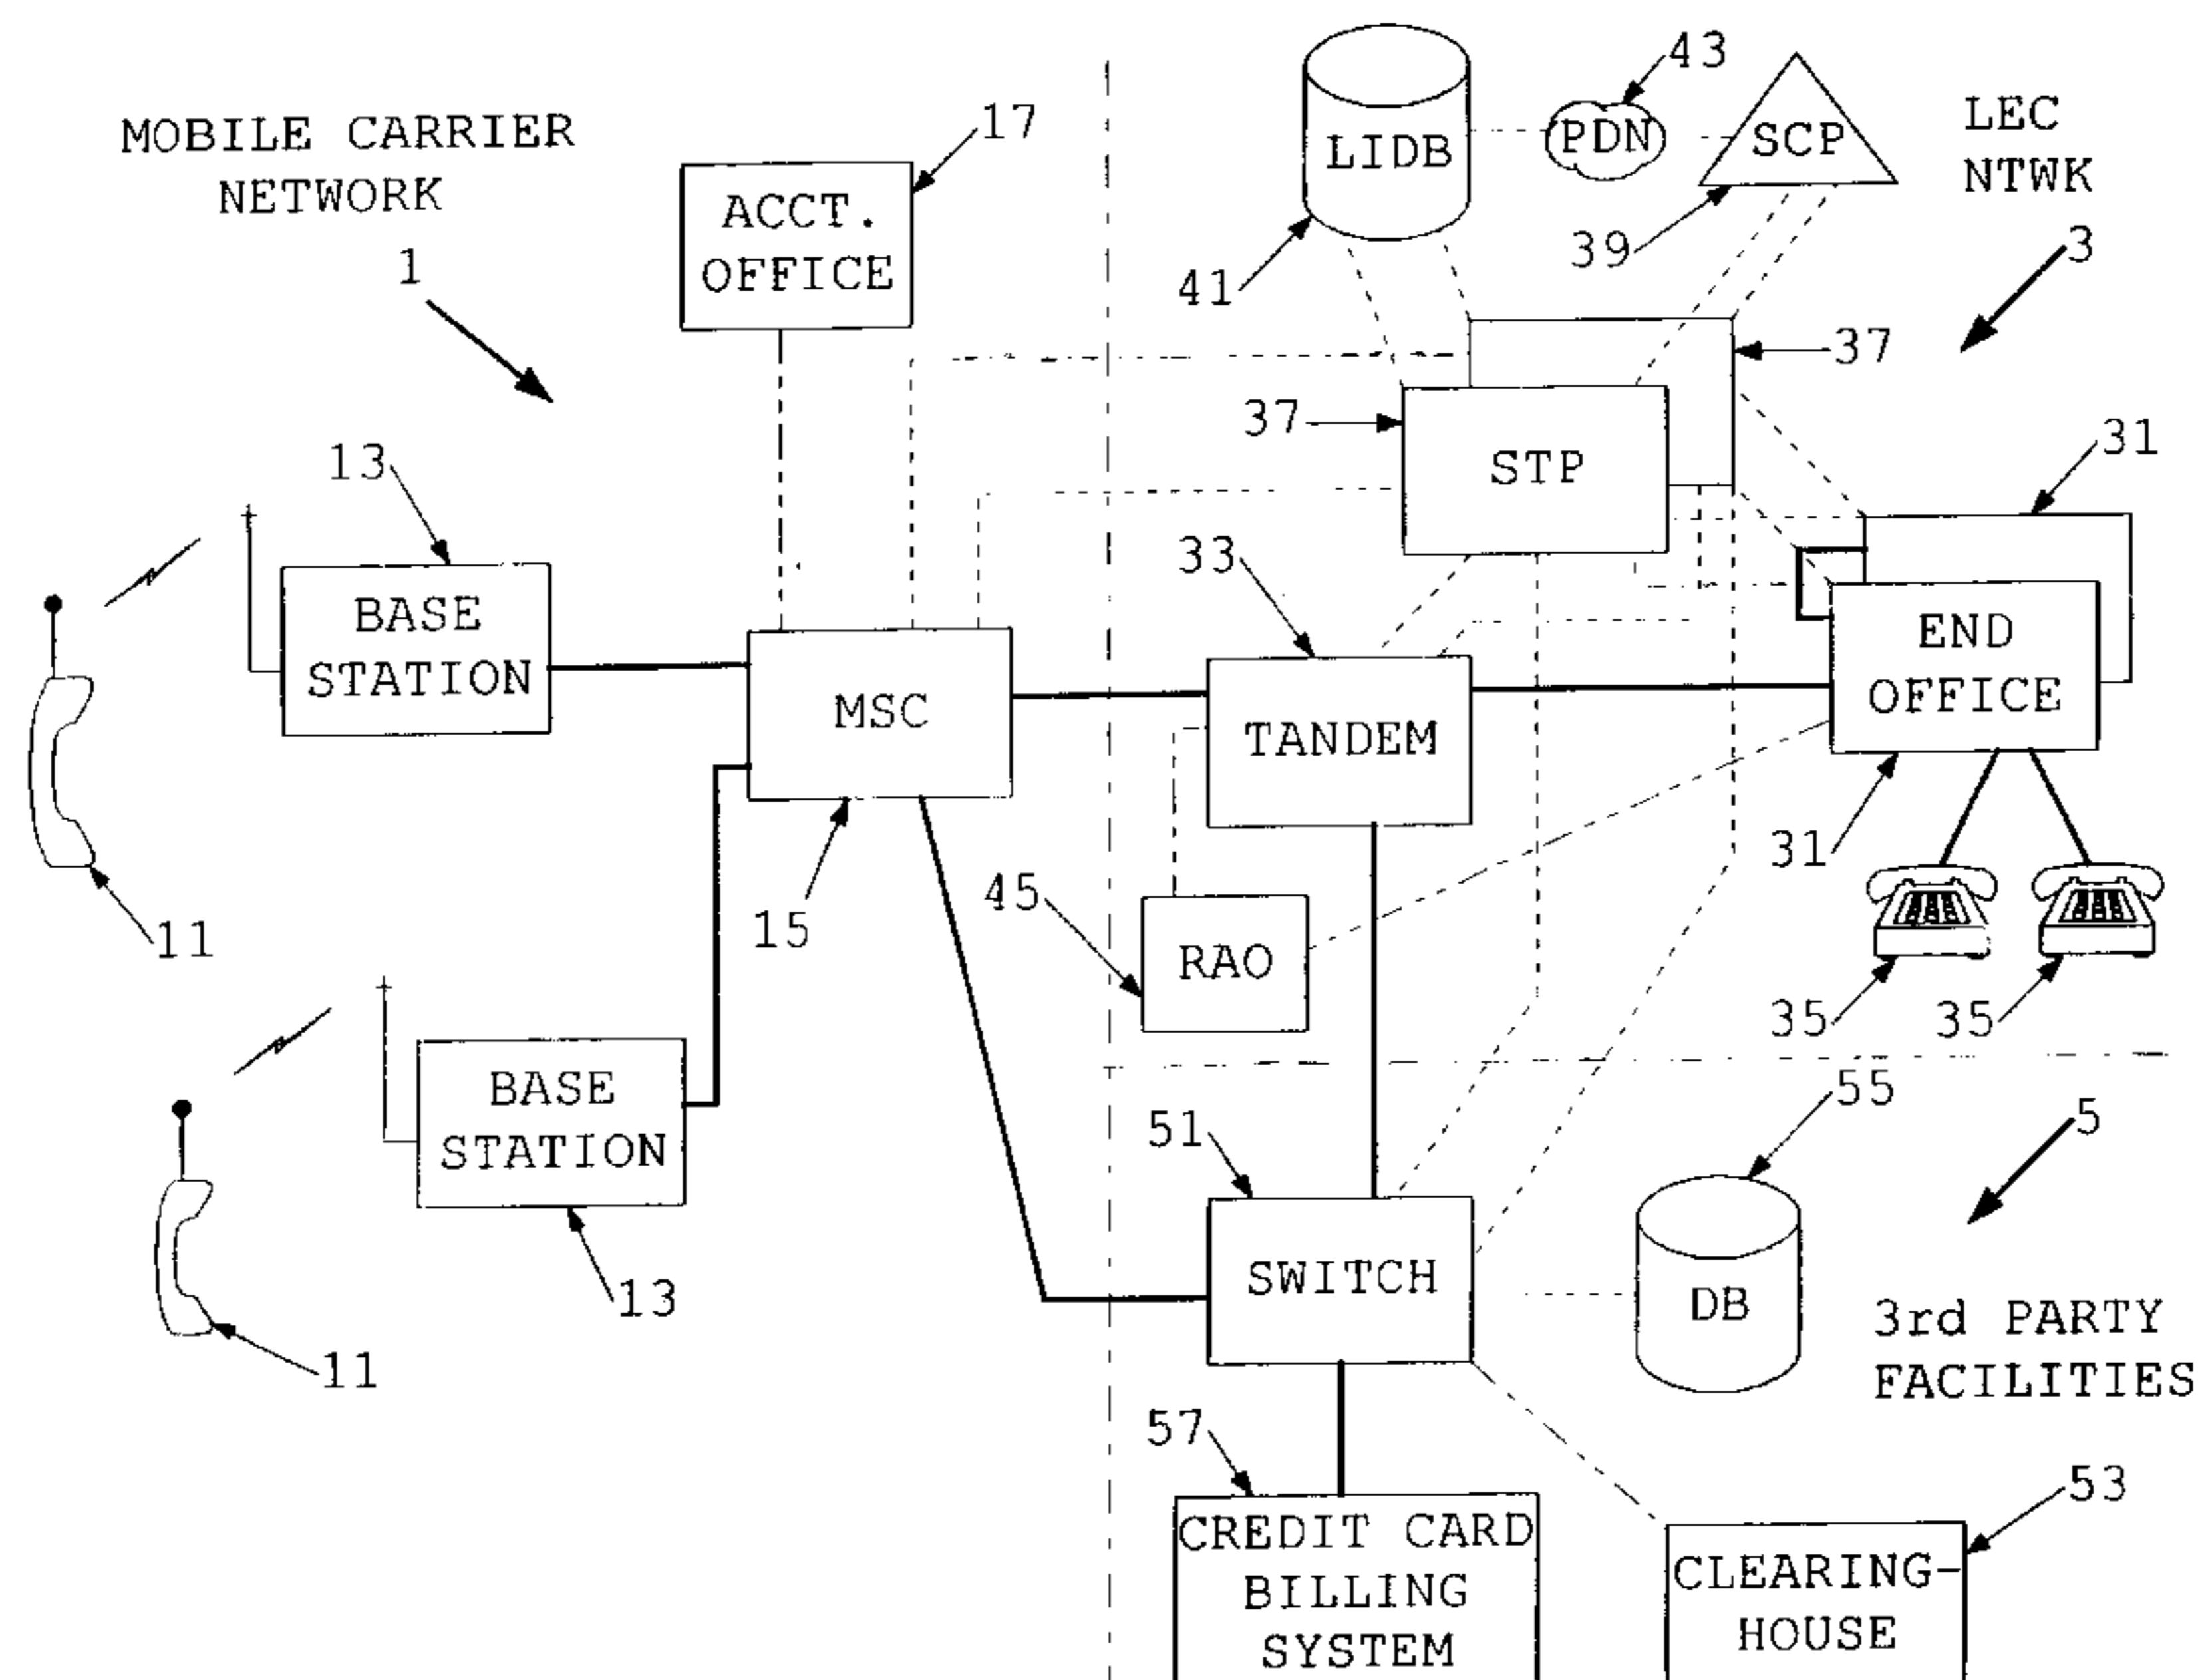 MOBILE CARRIER
NETWORK
1
ACCT.
OFFICE
17
LIDB
41
PDN
43
SCP
39
LEC
NTWK
3
37
37
STP
31
13
BASE
STATION
11
MSC
15
33
TANDEM
END
OFFICE
31
35
35
45
RAO
BASE
STATION
13
11
51
SWITCH
55
DB
5
3rd PARTY
FACILITIES
57
CREDIT CARD
BILLING
SYSTEM
53
CLEARING-
HOUSE